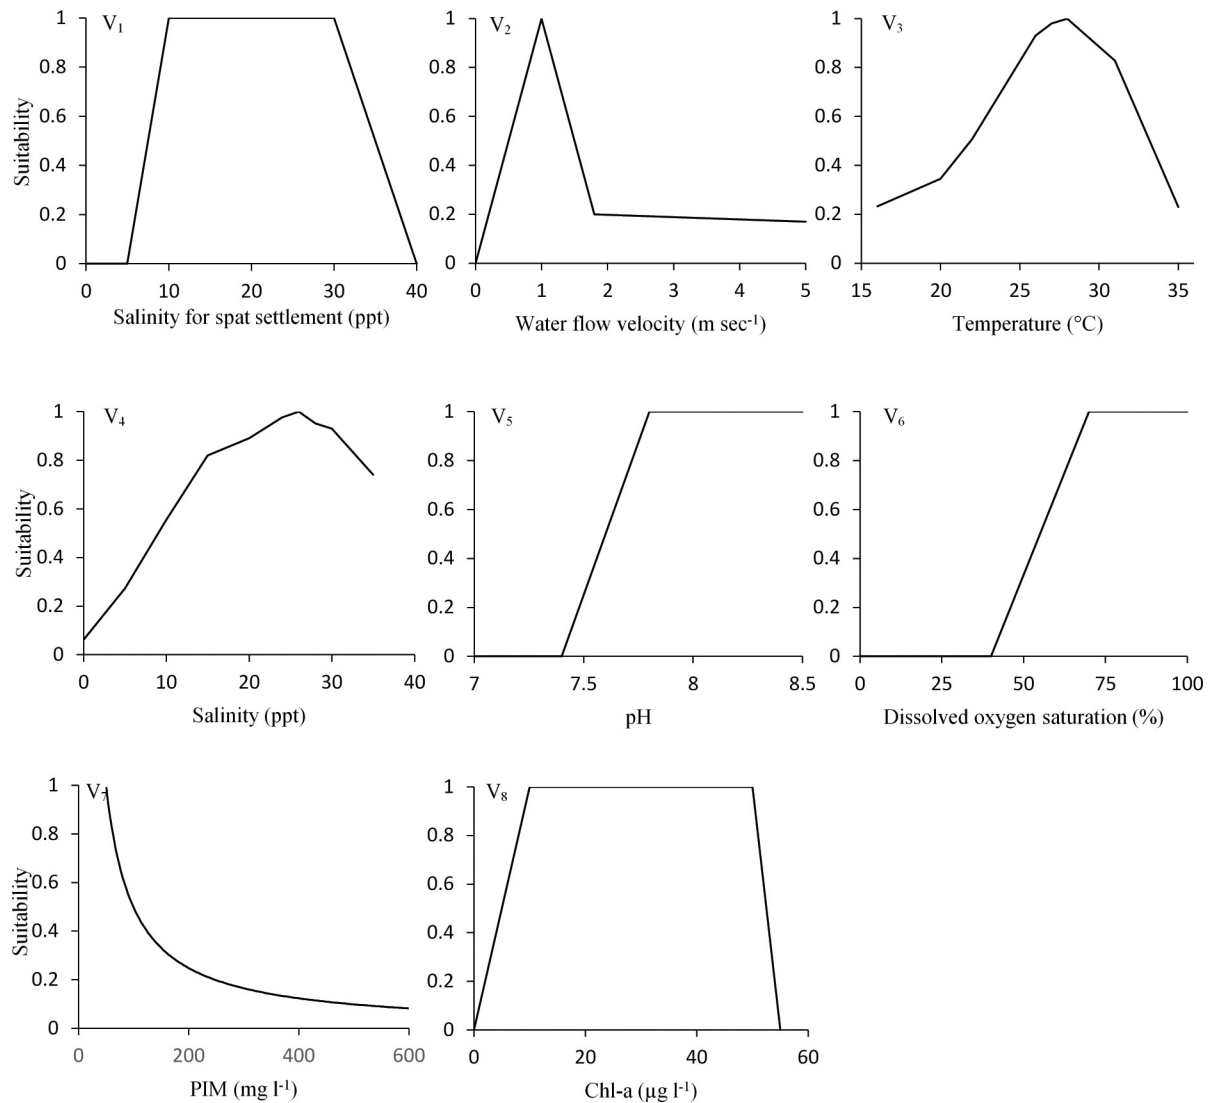 V1
1
0.8
0.6
0.4
0.2
0
Suitability
0 10 20 30 40
Salinity for spat settlement (ppt)
V2
1
0.8
0.6
0.4
0.2
0
0 1 2 3 4 5
Water flow velocity (m sec-1)
V3
1
0.8
0.6
0.4
0.2
0
15 20 25 30 35
Temperature (°C)
V4
1
0.8
0.6
0.4
0.2
0
Suitability
0 10 20 30 40
Salinity (ppt)
V5
1
0.8
0.6
0.4
0.2
0
7 7.5 8 8.5
pH
V6
1
0.8
0.6
0.4
0.2
0
0 25 50 75 100
Dissolved oxygen saturation (%)
V7
1
0.8
0.6
0.4
0.2
0
Suitability
0 200 400 600
PIM (mg l-1)
V8
1
0.8
0.6
0.4
0.2
0
0 20 40 60
Chl-a (µg l-1)